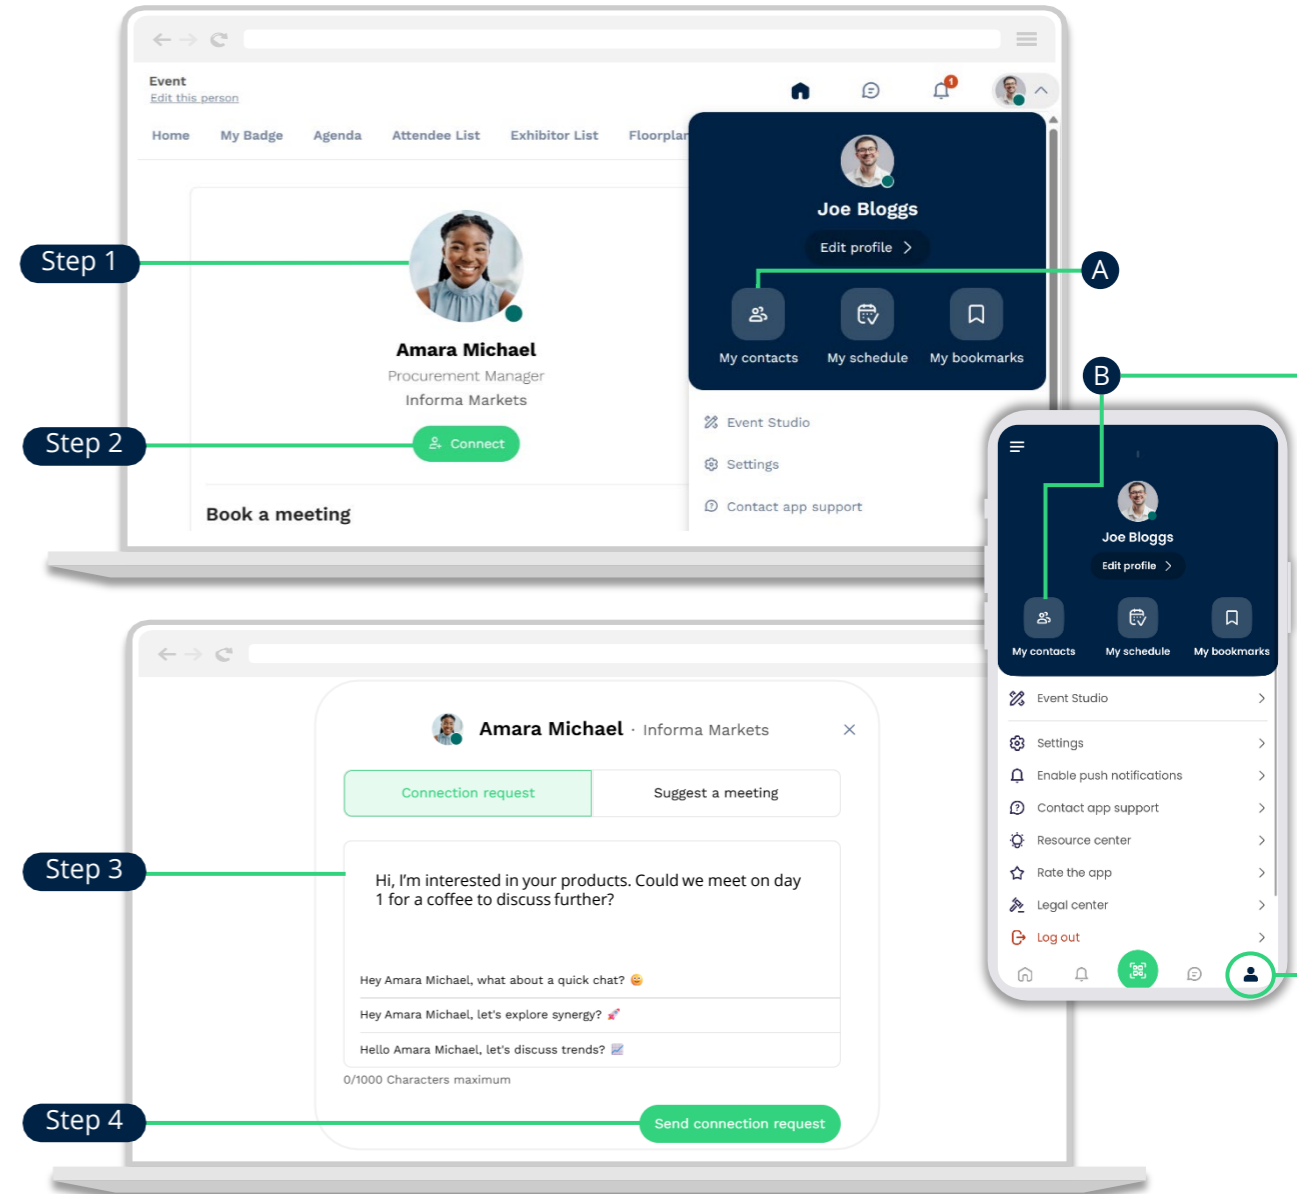 Event
Edit this person
1
Home My Badge Agenda Attendee List Exhibitor List Floorplan
Joe Bloggs
Edit profile
My contacts My schedule My bookmarks
Step 1
A
Amara Michael
Procurement Manager
Informa Markets
Step 2
Connect
Book a meeting
Event Studio
Settings
Contact app support
B
Joe Bloggs
Edit profile
My contacts My schedule My bookmarks
Event Studio
Settings
Enable push notifications
Contact app support
Resource center
Rate the app
Legal center
Log out
Amara Michael · Informa Markets
Connection request Suggest a meeting
Step 3
Hi, I’m interested in your products. Could we meet on day
1 for a coffee to discuss further?
Hey Amara Michael, what about a quick chat? 😄
Hey Amara Michael, let's explore synergy? 🚀
Hello Amara Michael, let's discuss trends? 📈
0/1000 Characters maximum
Step 4
Send connection request